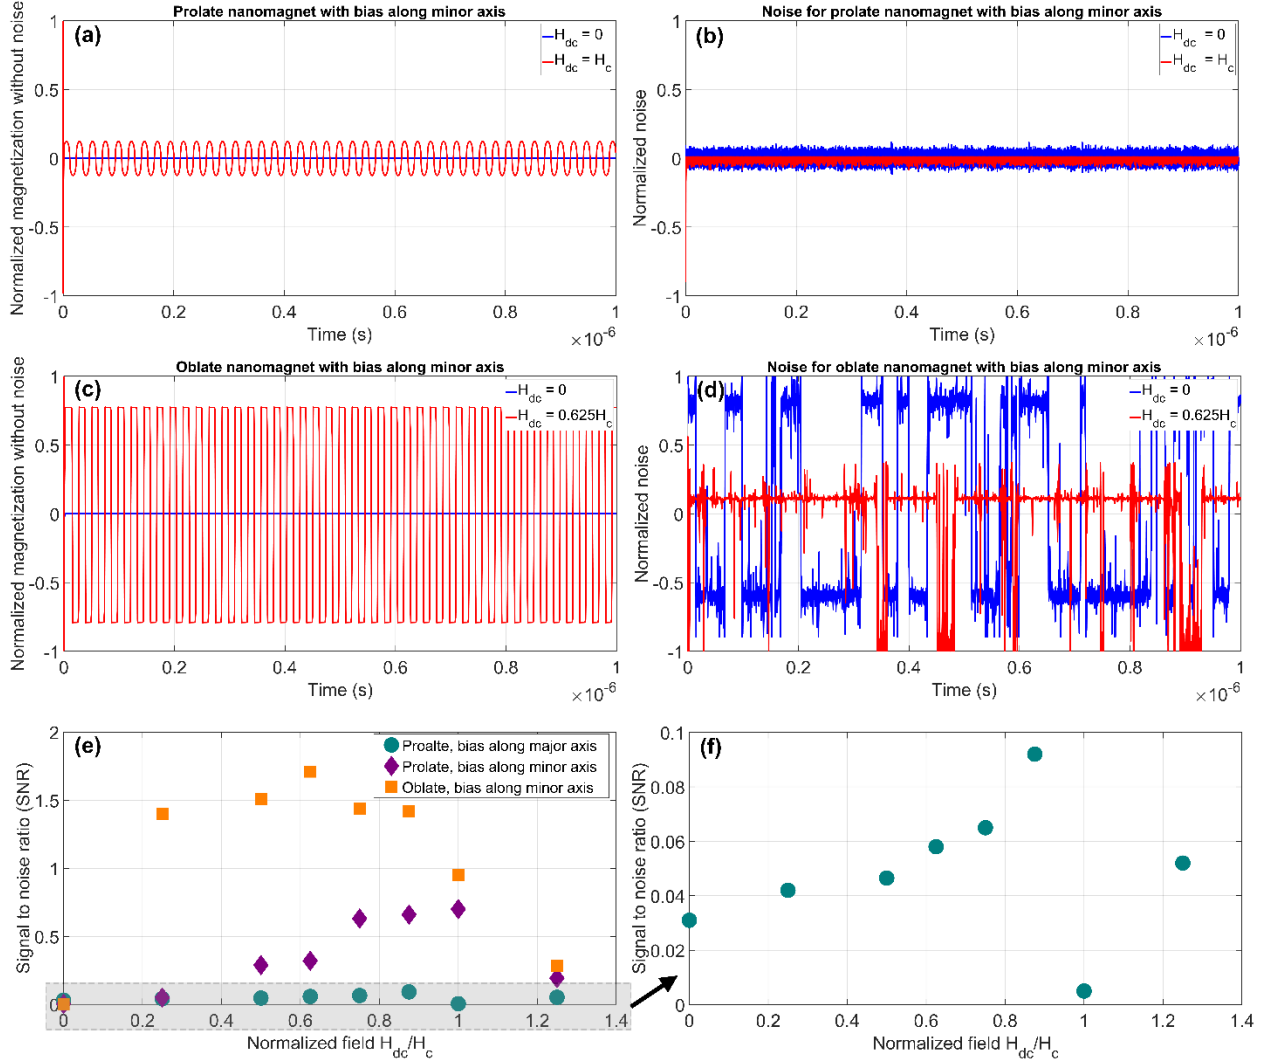 Prolate nanomagnet with bias along minor axis
(a)
H_dc = 0
H_dc = H_c
Normalized magnetization without noise
1
0.5
0
-0.5
-1
0
0.2
0.4
0.6
0.8
1
Time (s)
×10^-6
Noise for prolate nanomagnet with bias along minor axis
(b)
H_dc = 0
H_dc = H_c
Normalized noise
1
0.5
0
-0.5
-1
0
0.2
0.4
0.6
0.8
1
Time (s)
×10^-6
Oblate nanomagnet with bias along minor axis
(c)
H_dc = 0
H_dc = 0.625H_c
Normalized magnetization without noise
1
0.5
0
-0.5
-1
0
0.2
0.4
0.6
0.8
1
Time (s)
×10^-6
Noise for oblate nanomagnet with bias along minor axis
(d)
H_dc = 0
H_dc = 0.625H_c
Normalized noise
1
0.5
0
-0.5
-1
0
0.2
0.4
0.6
0.8
1
Time (s)
×10^-6
(e)
Proalte, bias along major axis
Prolate, bias along minor axis
Oblate, bias along minor axis
Signal to noise ratio (SNR)
2
1.5
1
0.5
0
0
0.2
0.4
0.6
0.8
1
1.2
1.4
Normalized field H_dc/H_c
(f)
Signal to noise ratio (SNR)
0.1
0.08
0.06
0.04
0.02
0
0
0.2
0.4
0.6
0.8
1
1.2
1.4
Normalized field H_dc/H_c